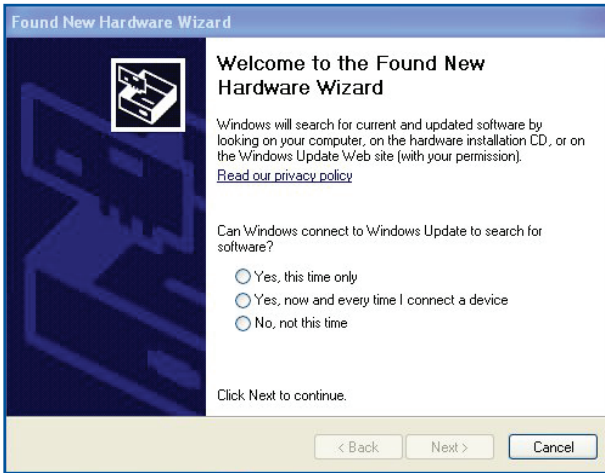 Found New Hardware Wizard
Welcome to the Found New
Hardware Wizard
Windows will search for current and updated software by
looking on your computer, on the hardware installation CD, or on
the Windows Update Web site (with your permission).
Read our privacy policy
Can Windows connect to Windows Update to search for
software?
Yes, this time only
Yes, now and every time I connect a device
No, not this time
Click Next to continue.
< Back Next > Cancel